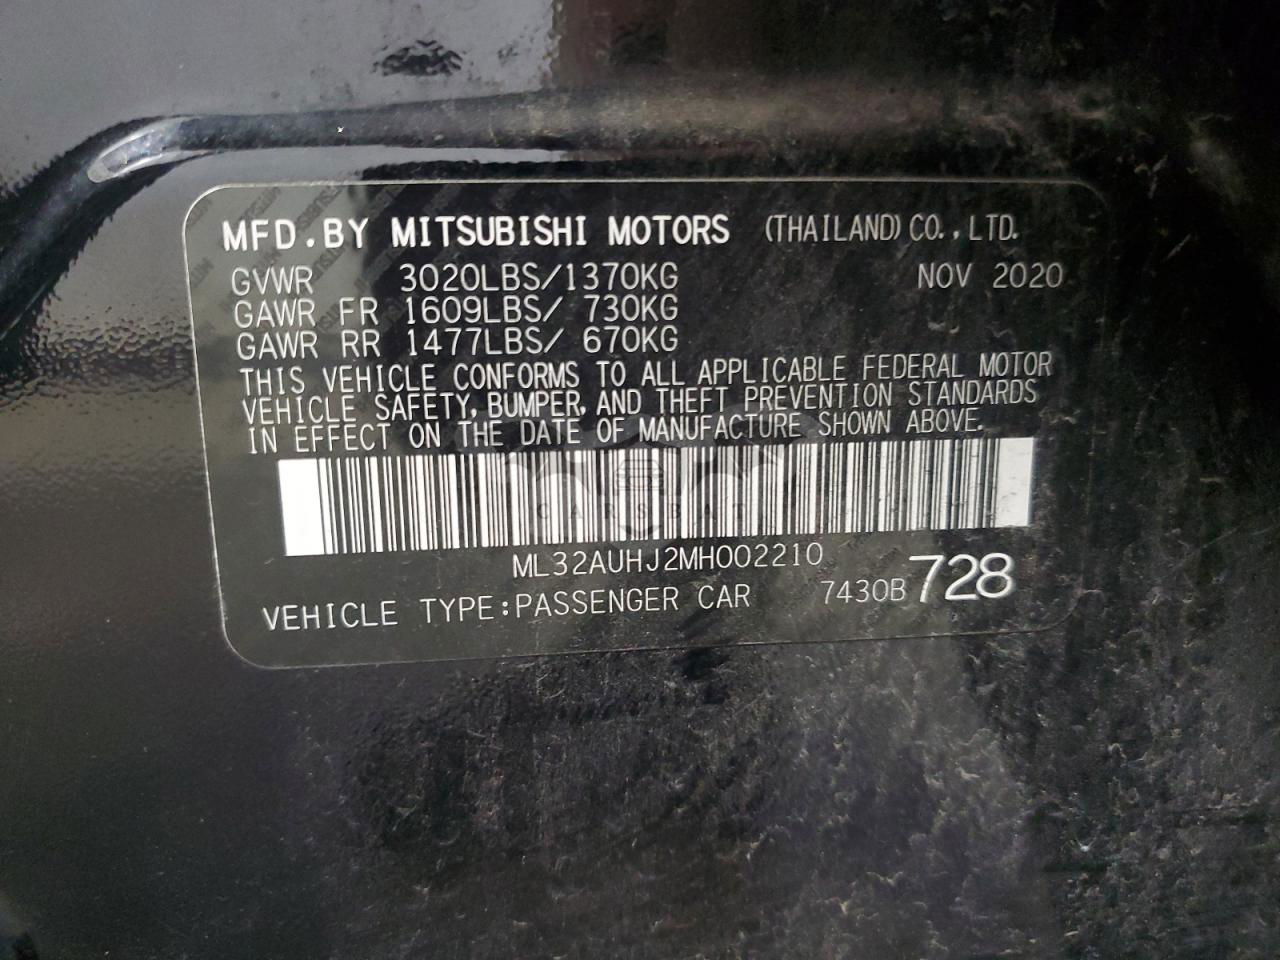 MFD.BY MITSUBISHI MOTORS (THAILAND) CO., LTD.
GVWR 3020LBS/1370KG NOV 2020
GAWR FR 1609LBS/ 730KG
GAWR RR 1477LBS/ 670KG
THIS VEHICLE CONFORMS TO ALL APPLICABLE FEDERAL MOTOR
VEHICLE SAFETY, BUMPER, AND THEFT PREVENTION STANDARDS
IN EFFECT ON THE DATE OF MANUFACTURE SHOWN ABOVE.
ML32AUHJ2MH002210
VEHICLE TYPE:PASSENGER CAR 7430B 728